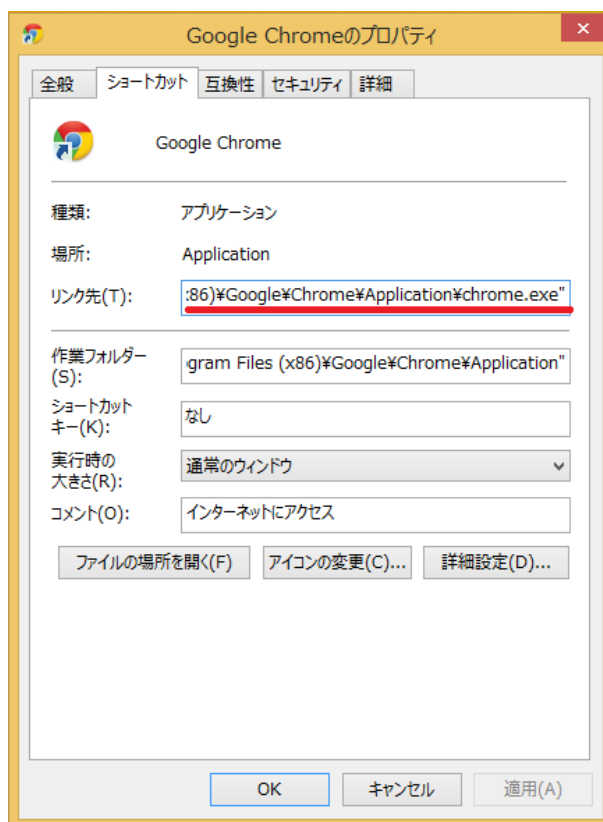 Google Chromeのプロパティ
全般 ショートカット 互換性 セキュリティ 詳細
Google Chrome
種類: アプリケーション
場所: Application
リンク先(T): :86)¥Google¥Chrome¥Application¥chrome.exe"
作業フォルダー
(S): gram Files (x86)¥Google¥Chrome¥Application"
ショートカット
キー(K): なし
実行時の
大きさ(R): 通常のウィンドウ
コメント(O): インターネットにアクセス
ファイルの場所を開く(F) アイコンの変更(C)... 詳細設定(D)...
OK キャンセル 適用(A)